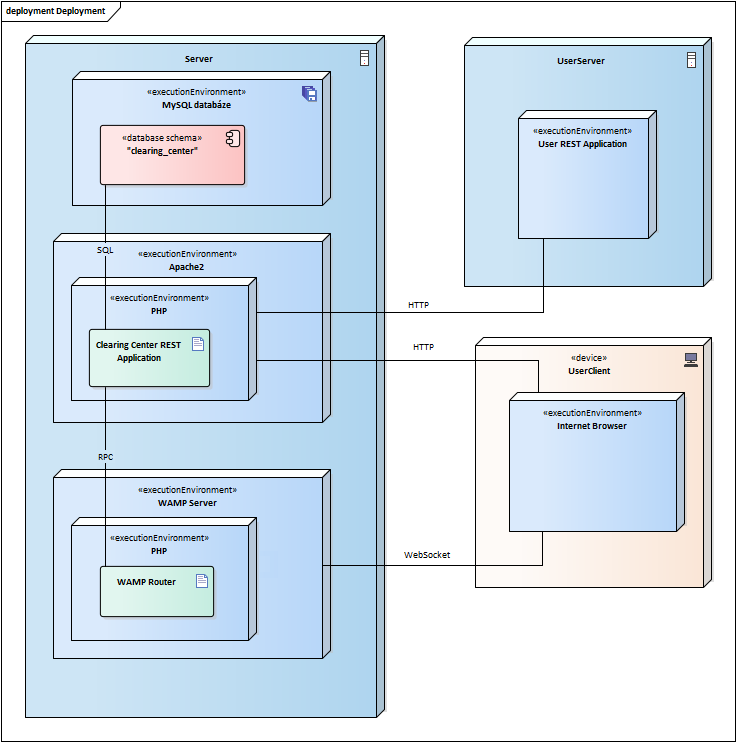 deployment Deployment
Server
«executionEnvironment»
MySQL databáze
«database schema»
"clearing_center"
SQL
«executionEnvironment»
Apache2
«executionEnvironment»
PHP
Clearing Center REST
Application
RPC
«executionEnvironment»
WAMP Server
«executionEnvironment»
PHP
WAMP Router
UserServer
«executionEnvironment»
User REST Application
HTTP
HTTP
«device»
UserClient
«executionEnvironment»
Internet Browser
WebSocket